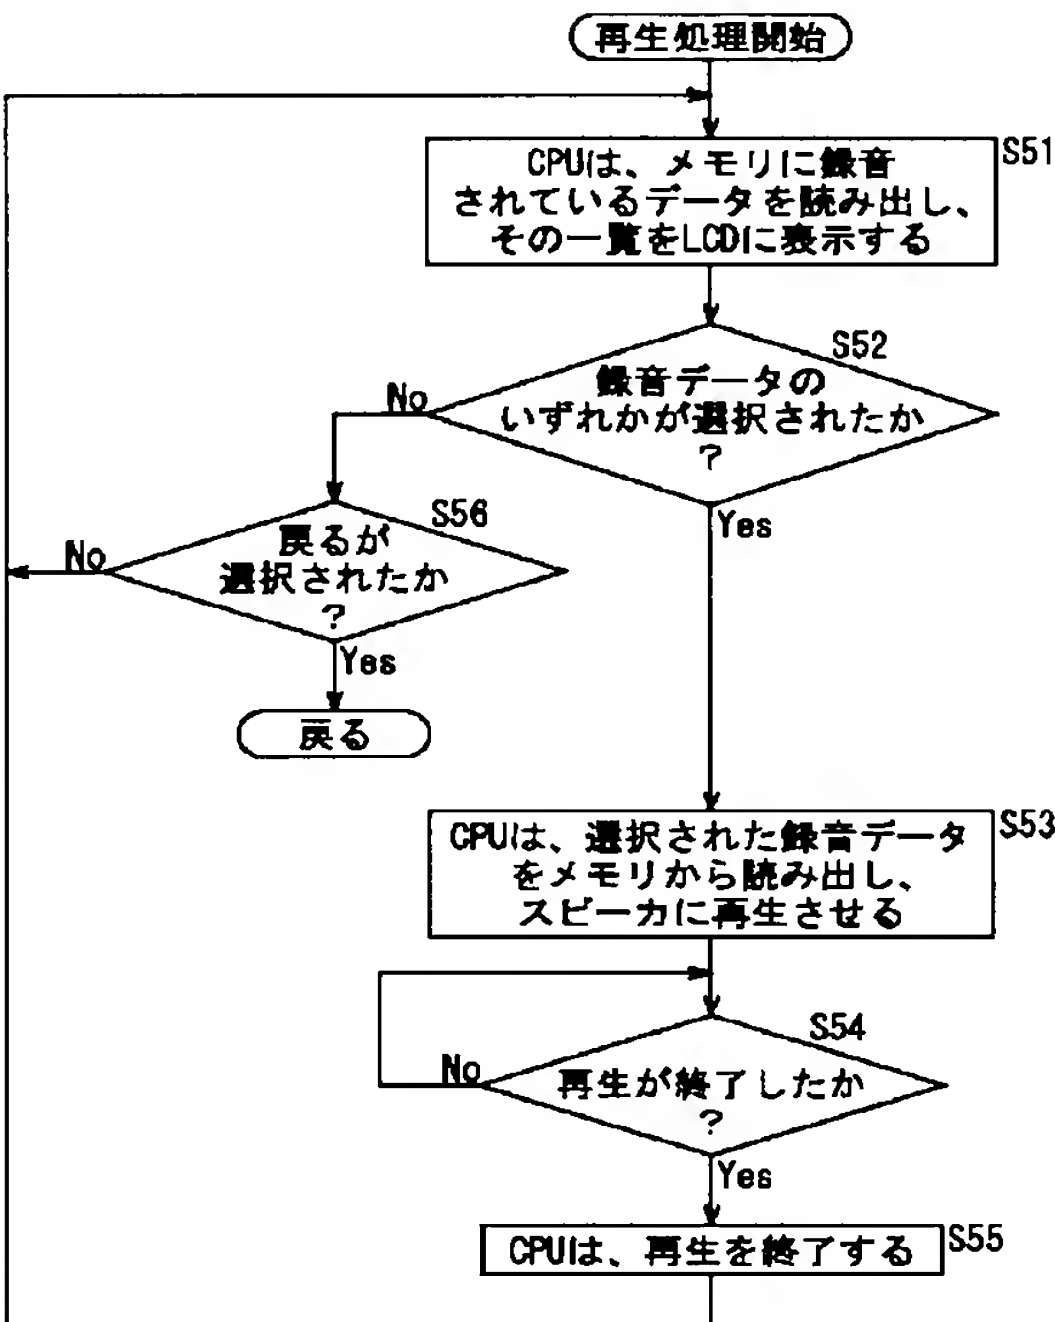 再生処理開始
S51
CPUは、メモリに録音
されているデータを読み出し、
その一覧をLCDに表示する
S52
録音データの
いずれかが選択されたか
?
No
Yes
S56
戻るが
選択されたか
?
No
Yes
戻る
S53
CPUは、選択された録音データ
をメモリから読み出し、
スピーカに再生させる
S54
再生が終了したか
?
No
Yes
S55
CPUは、再生を終了する